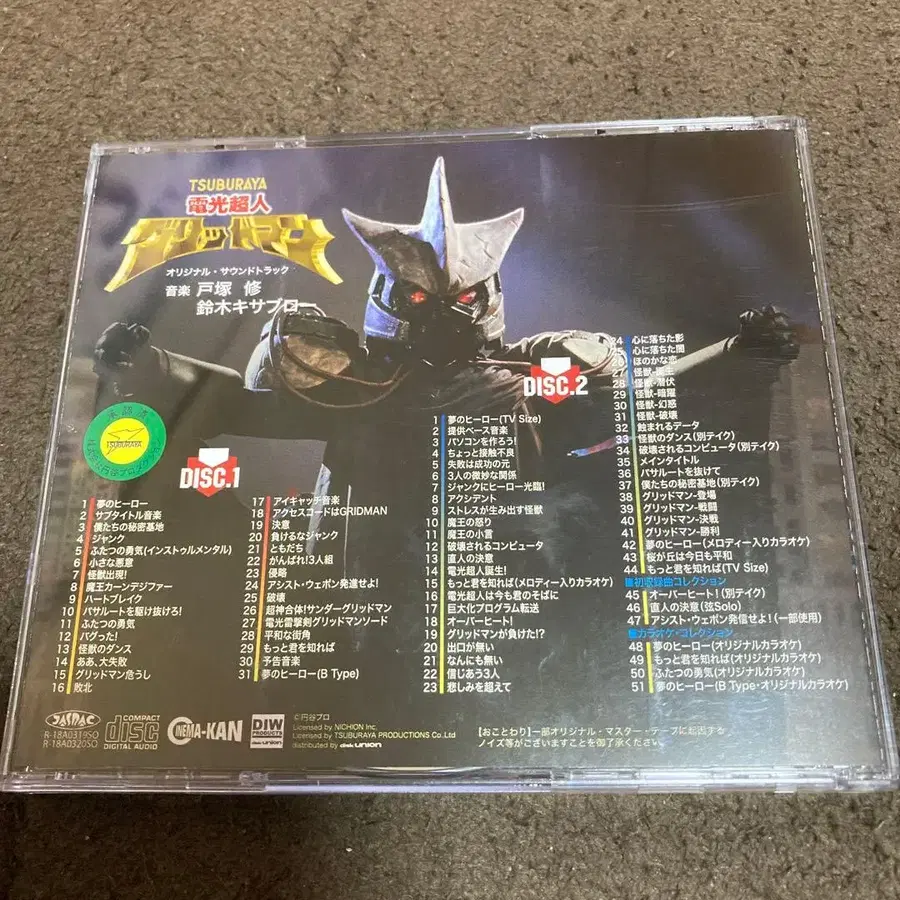 TSUBURAYA
電光超人
グリッドマン
オリジナル・サウンドトラック
音楽 戸塚 修
鈴木キサブロー
TSUBURAYA
DISC.1
1 夢のヒーロー
2 サブタイトル音楽
3 僕たちの秘密基地
4 ジャンク
5 ふたつの勇気(インストゥルメンタル)
6 小さな悪意
7 怪獣出現!
8 魔王カーンデジファー
9 ハートブレイク
10 パサルートを駆け抜けろ!
11 ふたつの勇気
12 バグった!
13 怪獣のダンス
14 ああ、大失敗
15 グリッドマン危うし
16 敗北
17 アイキャッチ音楽
18 アクセスコードはGRIDMAN
19 決意
20 負けるなジャンク
21 ともだち
22 がんばれ!3人組
23 侵略
24 アシスト・ウェポン発進せよ!
25 破壊
26 超神合体!サンダーグリッドマン
27 電光雷撃剣グリッドマンソード
28 平和な街角
29 もっと君を知れば
30 予告音楽
31 夢のヒーロー(B Type)
DISC.2
1 夢のヒーロー(TV Size)
2 提供ベース音楽
3 パソコンを作ろう!
4 ちょっと接触不良
5 失敗は成功の元
6 3人の微妙な関係
7 ジャンクにヒーロー光臨!
8 アクシデント
9 ストレスが生み出す怪獣
10 魔王の怒り
11 魔王の小言
12 破壊されるコンピュータ
13 直人の決意
14 電光超人誕生!
15 もっと君を知れば(メロディー入りカラオケ)
16 電光超人は今も君のそばに
17 巨大化プログラム転送
18 オーバーヒート!
19 グリッドマンが負けた!?
20 出口が無い
21 なんにも無い
22 信じあう3人
23 悲しみを超えて
24 心に落ちた影
25 心に落ちた闇
26 ほのかな恋
27 怪獣-誕生
28 怪獣-潜伏
29 怪獣-暗躍
30 怪獣-幻惑
31 怪獣-破壊
32 蝕まれるデータ
33 怪獣のダンス(別テイク)
34 破壊されるコンピュータ(別テイク)
35 メインタイトル
36 パサルートを抜けて
37 僕たちの秘密基地(別テイク)
38 グリッドマン-登場
39 グリッドマン-戦闘
40 グリッドマン-決戦
41 グリッドマン-勝利
42 夢のヒーロー(メロディー入りカラオケ)
43 桜が丘は今日も平和
44 もっと君を知れば(TV Size)
■初収録曲コレクション
45 オーバーヒート!(別テイク)
46 直人の決意(弦Solo)
47 アシスト・ウェポン発信せよ!(一部使用)
■カラオケ・コレクション
48 夢のヒーロー(オリジナルカラオケ)
49 もっと君を知れば(オリジナルカラオケ)
50 ふたつの勇気(オリジナルカラオケ)
51 夢のヒーロー(B Type・オリジナルカラオケ)
JASRAC
R-18A0319SO
R-18A0320SO
COMPACT
disc
DIGITAL AUDIO
CINEMA-KAN
DIW
PRODUCTS
disk union
©円谷プロ
Licensed by NICHION Inc.
Licensed by TSUBURAYA PRODUCTIONS Co.,Ltd
distributed by disk union
【おことわり】一部オリジナル・マスター・テープに起因する
ノイズ等がございますことを御了承ください。